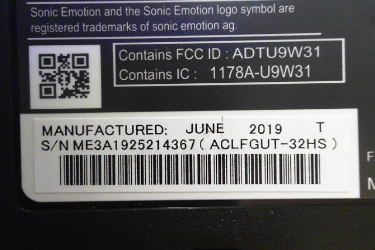 Sonic Emotion and the Sonic Emotion logo symbol are
registered trademarks of sonic emotion ag.
Contains FCC ID : ADTU9W31
Contains IC : 1178A-U9W31
MANUFACTURED: JUNE 2019 T
S/N ME3A1925214367 ( ACLFGUT-32HS )
F
M